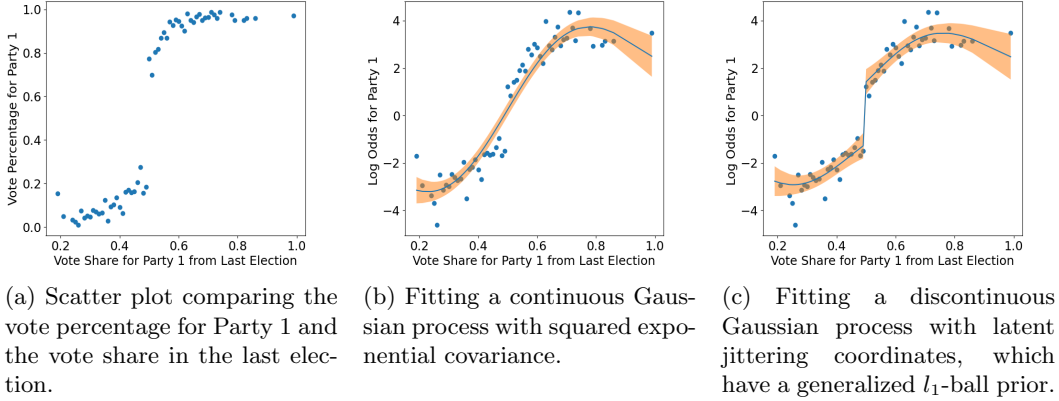 1.0
0.8
0.6
0.4
0.2
0.0
Vote Percentage for Party 1
0.2 0.4 0.6 0.8 1.0
Vote Share for Party 1 from Last Election
4
2
0
−2
−4
Log Odds for Party 1
0.2 0.4 0.6 0.8 1.0
Vote Share for Party 1 from Last Election
4
2
0
−2
−4
Log Odds for Party 1
0.2 0.4 0.6 0.8 1.0
Vote Share for Party 1 from Last Election
(a) Scatter plot comparing the
vote percentage for Party 1 and
the vote share in the last elec-
tion.
(b) Fitting a continuous Gaus-
sian process with squared expo-
nential covariance.
(c) Fitting a discontinuous
Gaussian process with latent
jittering coordinates, which
have a generalized l₁-ball prior.